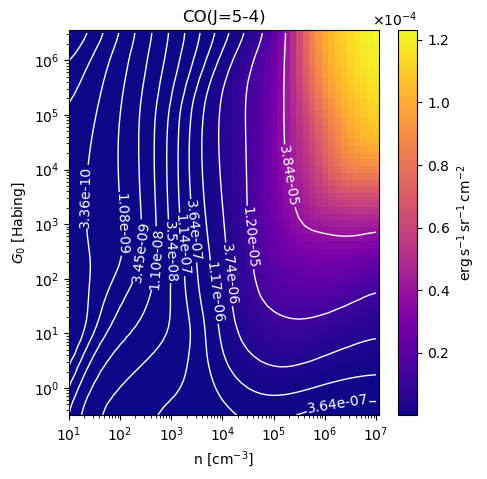 CO(J=5-4)
×10⁻⁴
10⁶
10⁵
10⁴
10³
10²
10¹
10⁰
G₀ [Habing]
3.36e-10
1.08e-09
3.45e-09
1.10e-08
3.54e-08
1.14e-07
3.64e-07
1.17e-06
3.74e-06
1.20e-05
3.84e-05
3.64e-07
10¹ 10² 10³ 10⁴ 10⁵ 10⁶ 10⁷
n [cm⁻³]
1.2
1.0
0.8
0.6
0.4
0.2
erg s⁻¹ sr⁻¹ cm⁻²